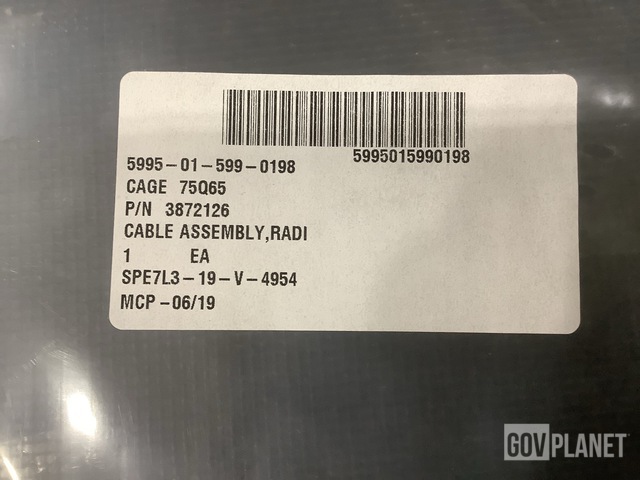 5995015990198
5995-01-599-0198
CAGE 75Q65
P/N 3872126
CABLE ASSEMBLY,RADI
1 EA
SPE7L3-19-V-4954
MCP-06/19
GOVPLANET